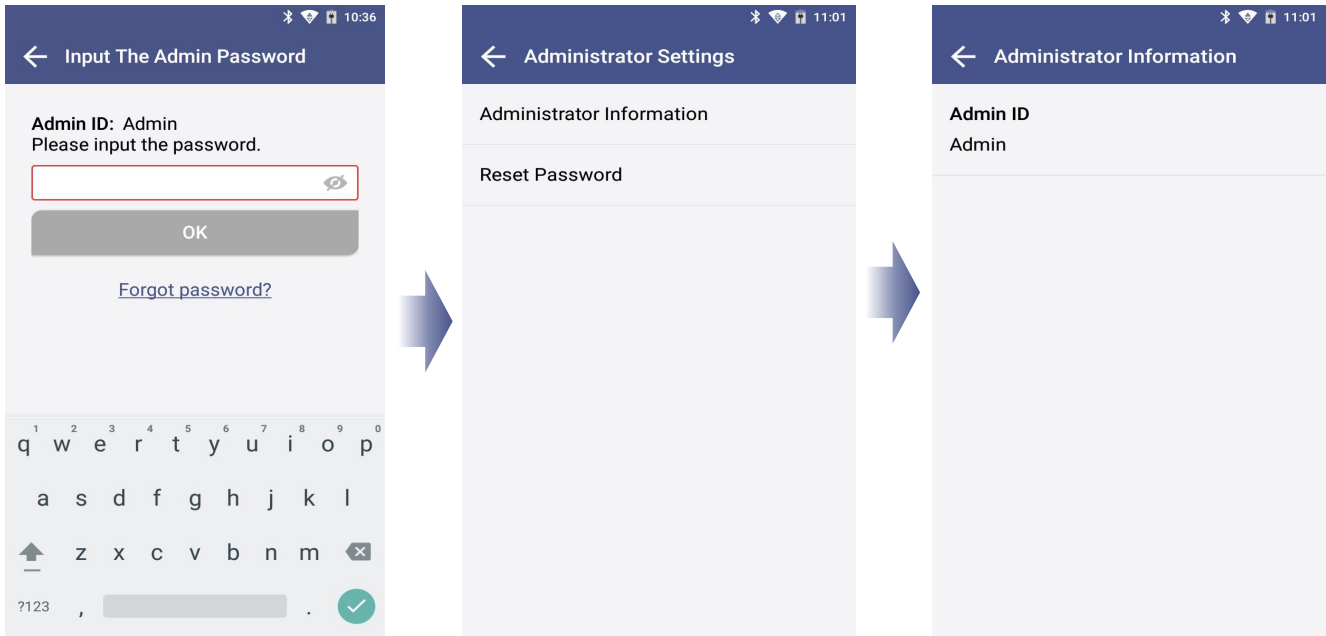 10:36
Input The Admin Password
Admin ID: Admin
Please input the password.
OK
Forgot password?
1 2 3 4 5 6 7 8 9 0
q w e r t y u i o p
a s d f g h j k l
z x c v b n m
?123 , .
11:01
Administrator Settings
Administrator Information
Reset Password
11:01
Administrator Information
Admin ID
Admin